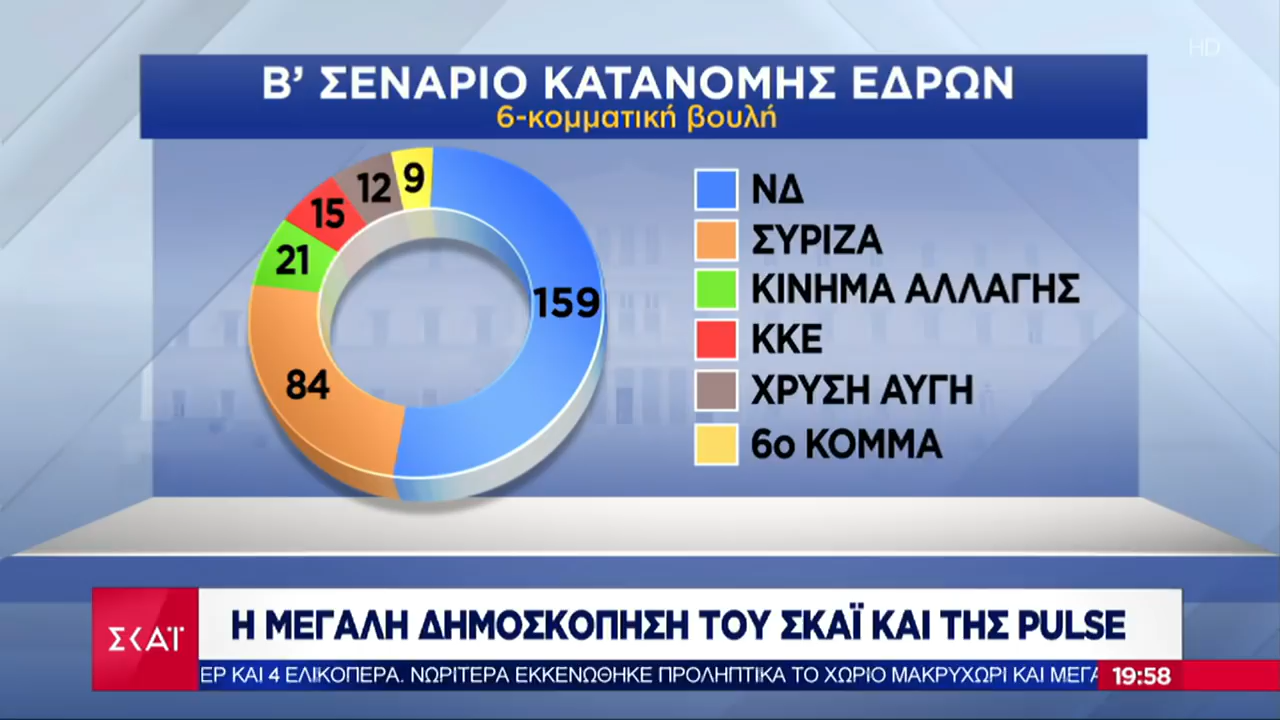 HD
Β’ ΣΕΝΑΡΙΟ ΚΑΤΑΝΟΜΗΣ ΕΔΡΩΝ
6-κομματική βουλή
9
12
15
21
159
84
ΝΔ
ΣΥΡΙΖΑ
ΚΙΝΗΜΑ ΑΛΛΑΓΗΣ
ΚΚΕ
ΧΡΥΣΗ ΑΥΓΗ
6ο ΚΟΜΜΑ
ΣΚΑΪ
Η ΜΕΓΑΛΗ ΔΗΜΟΣΚΟΠΗΣΗ ΤΟΥ ΣΚΑΪ ΚΑΙ ΤΗΣ PULSE
ΕΡ ΚΑΙ 4 ΕΛΙΚΟΠΕΡΑ. ΝΩΡΙΤΕΡΑ ΕΚΚΕΝΩΘΗΚΕ ΠΡΟΛΗΠΤΙΚΑ ΤΟ ΧΩΡΙΟ ΜΑΚΡΥΧΩΡΙ ΚΑΙ ΜΕΓΑ
19:58